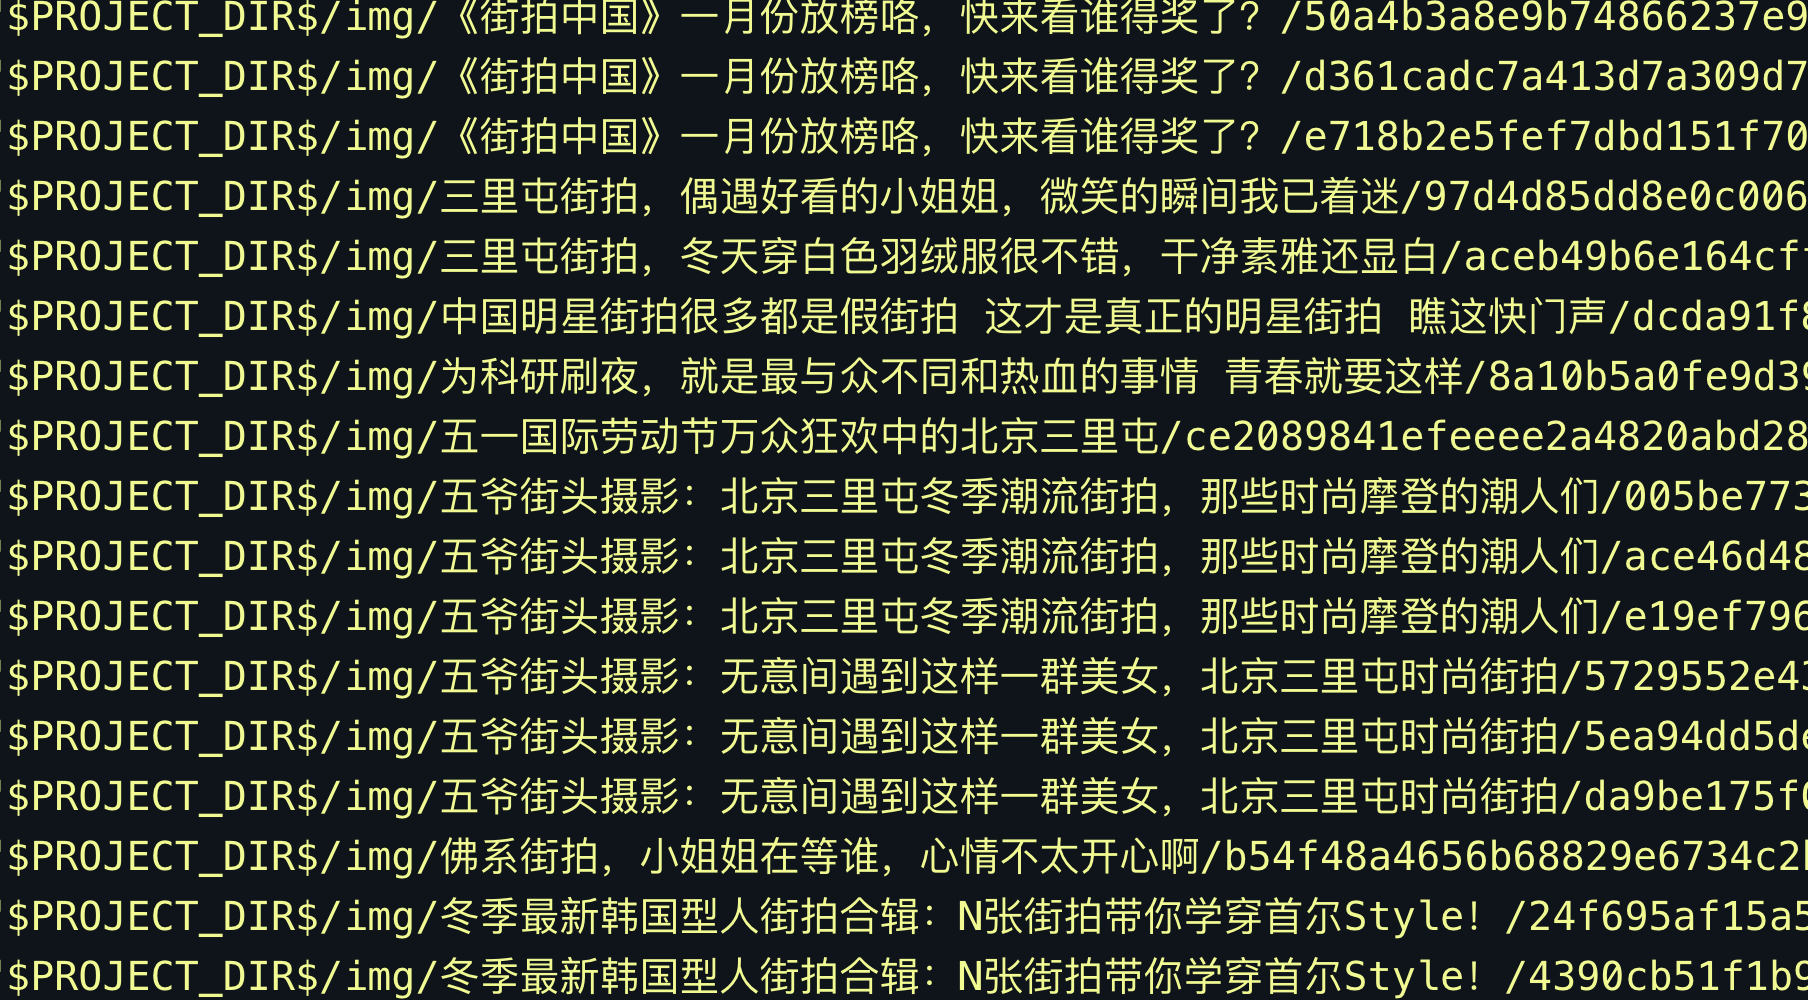 "$PROJECT_DIR$/img/《街拍中国》一月份放榜咯，快来看谁得奖了？/50a4b3a8e9b74866237e9
"$PROJECT_DIR$/img/《街拍中国》一月份放榜咯，快来看谁得奖了？/d361cadc7a413d7a309d7
"$PROJECT_DIR$/img/《街拍中国》一月份放榜咯，快来看谁得奖了？/e718b2e5fef7dbd151f70
"$PROJECT_DIR$/img/三里屯街拍，偶遇好看的小姐姐，微笑的瞬间我已着迷/97d4d85dd8e0c006
"$PROJECT_DIR$/img/三里屯街拍，冬天穿白色羽绒服很不错，干净素雅还显白/aceb49b6e164cff
"$PROJECT_DIR$/img/中国明星街拍很多都是假街拍 这才是真正的明星街拍 瞧这快门声/dcda91f8
"$PROJECT_DIR$/img/为科研刷夜，就是最与众不同和热血的事情 青春就要这样/8a10b5a0fe9d39
"$PROJECT_DIR$/img/五一国际劳动节万众狂欢中的北京三里屯/ce2089841efeeee2a4820abd28
"$PROJECT_DIR$/img/五爷街头摄影：北京三里屯冬季潮流街拍，那些时尚摩登的潮人们/005be773
"$PROJECT_DIR$/img/五爷街头摄影：北京三里屯冬季潮流街拍，那些时尚摩登的潮人们/ace46d48
"$PROJECT_DIR$/img/五爷街头摄影：北京三里屯冬季潮流街拍，那些时尚摩登的潮人们/e19ef796
"$PROJECT_DIR$/img/五爷街头摄影：无意间遇到这样一群美女，北京三里屯时尚街拍/5729552e43
"$PROJECT_DIR$/img/五爷街头摄影：无意间遇到这样一群美女，北京三里屯时尚街拍/5ea94dd5de
"$PROJECT_DIR$/img/五爷街头摄影：无意间遇到这样一群美女，北京三里屯时尚街拍/da9be175f0
"$PROJECT_DIR$/img/佛系街拍，小姐姐在等谁，心情不太开心啊/b54f48a4656b68829e6734c2b
"$PROJECT_DIR$/img/冬季最新韩国型人街拍合辑：N张街拍带你学穿首尔Style！/24f695af15a5
"$PROJECT_DIR$/img/冬季最新韩国型人街拍合辑：N张街拍带你学穿首尔Style！/4390cb51f1b9